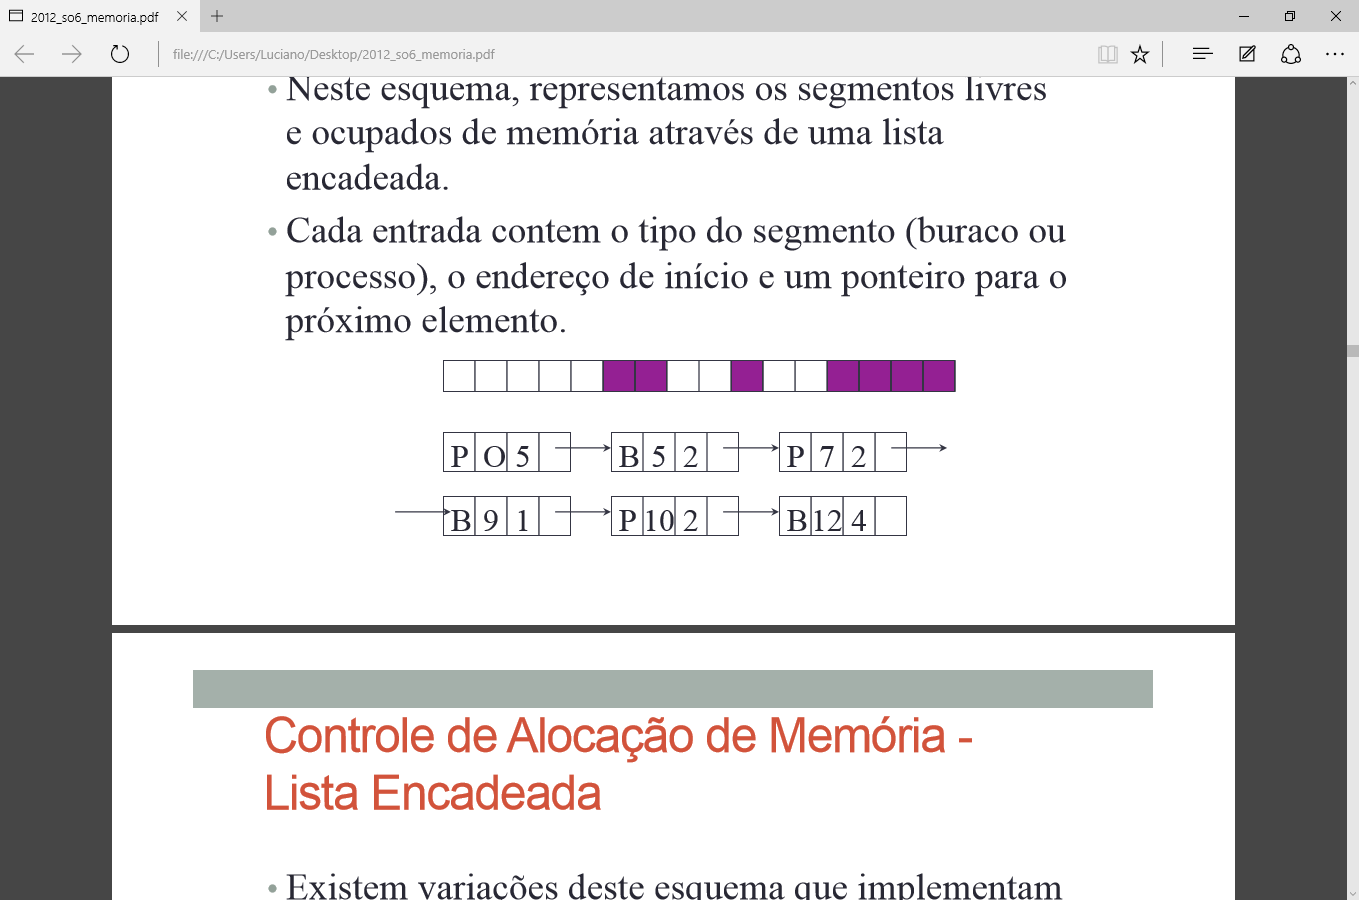 2012_so6_memoria.pdf
file:///C:/Users/Luciano/Desktop/2012_so6_memoria.pdf
• Neste esquema, representamos os segmentos livres
e ocupados de memória através de uma lista
encadeada.
• Cada entrada contem o tipo do segmento (buraco ou
processo), o endereço de início e um ponteiro para o
próximo elemento.
P O 5 B 5 2 P 7 2
B 9 1 P 10 2 B 12 4
Controle de Alocação de Memória -
Lista Encadeada
• Existem variações deste esquema que implementam